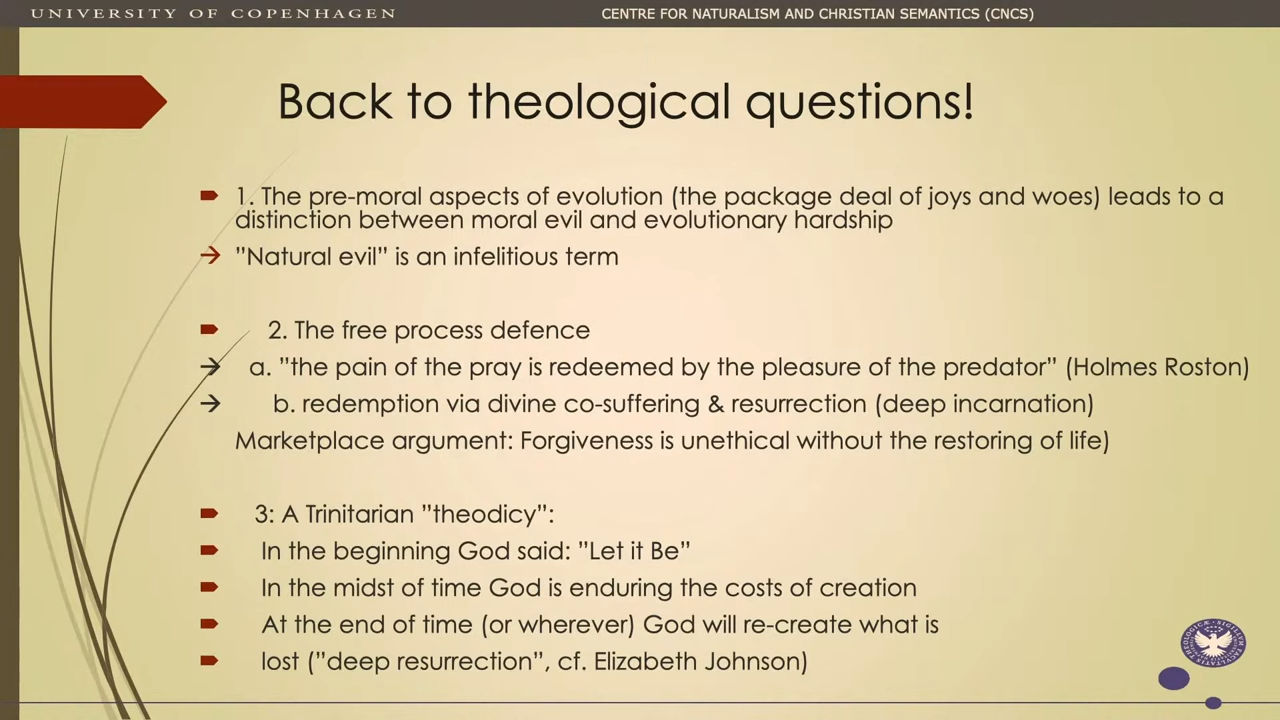 UNIVERSITY OF COPENHAGEN
CENTRE FOR NATURALISM AND CHRISTIAN SEMANTICS (CNCS)
Back to theological questions!
1. The pre-moral aspects of evolution (the package deal of joys and woes) leads to a
distinction between moral evil and evolutionary hardship
→ ”Natural evil” is an infelitious term
2. The free process defence
→ a. ”the pain of the pray is redeemed by the pleasure of the predator” (Holmes Roston)
→ b. redemption via divine co-suffering & resurrection (deep incarnation)
Marketplace argument: Forgiveness is unethical without the restoring of life)
3: A Trinitarian ”theodicy”:
In the beginning God said: ”Let it Be”
In the midst of time God is enduring the costs of creation
At the end of time (or wherever) God will re-create what is
lost (”deep resurrection”, cf. Elizabeth Johnson)